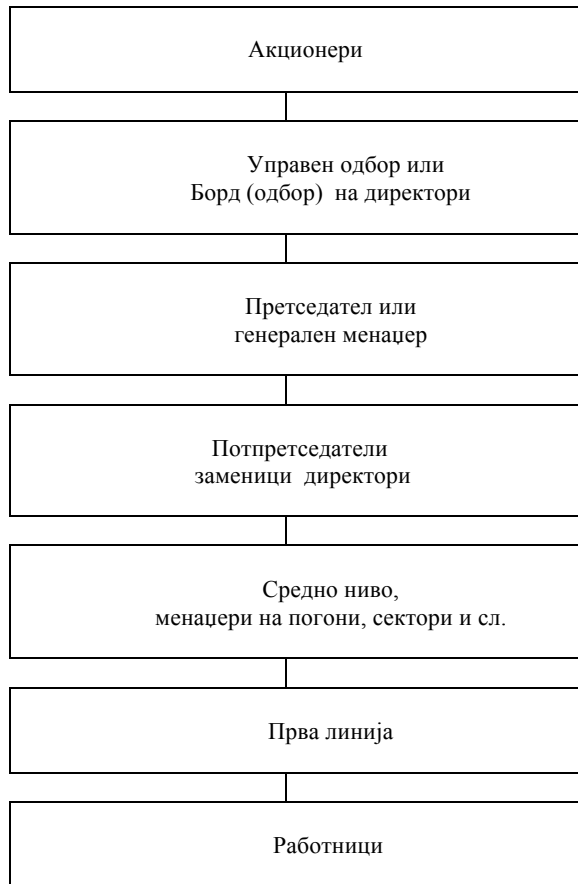 Акционери
Управен одбор или
Борд (одбор) на директори
Претседател или
генерален менаџер
Потпретседатели
заменици директори
Средно ниво,
менаџери на погони, сектори и сл.
Прва линија
Работници